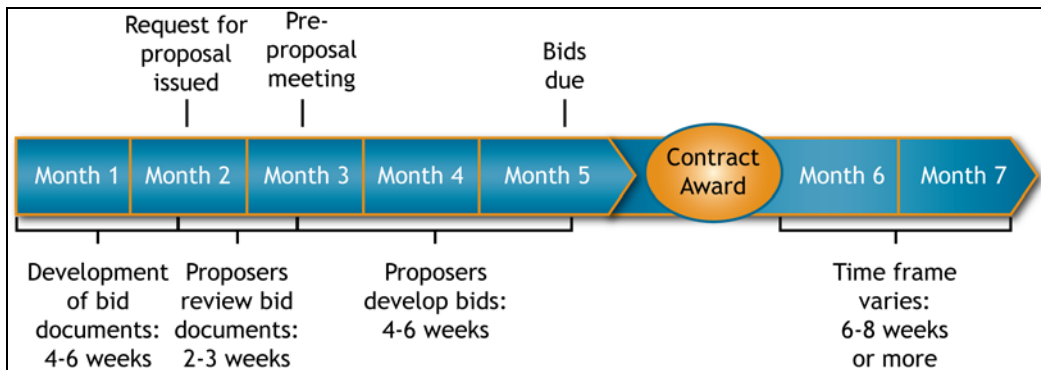 Request for
proposal
issued
Pre-
proposal
meeting
Bids
due
Month 1
Month 2
Month 3
Month 4
Month 5
Contract
Award
Month 6
Month 7
Development
of bid
documents:
4-6 weeks
Proposers
review bid
documents:
2-3 weeks
Proposers
develop bids:
4-6 weeks
Time frame
varies:
6-8 weeks
or more